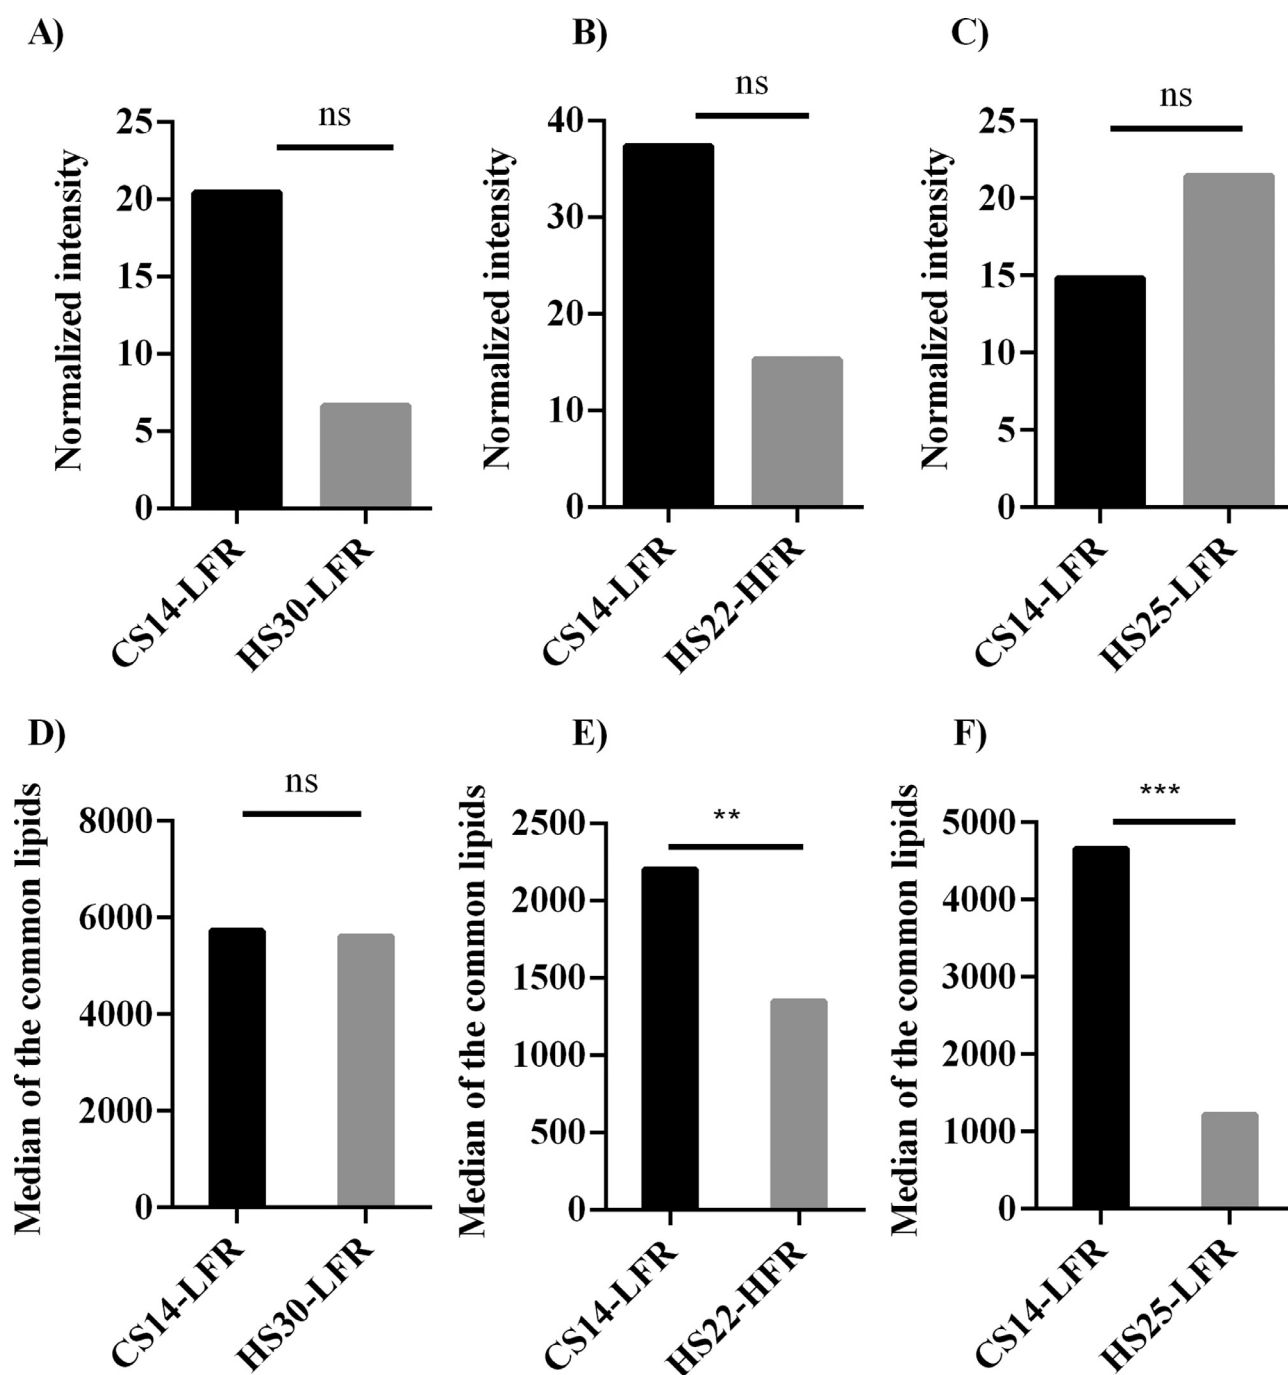 A)
Normalized intensity
25
20
15
10
5
0
ns
CS14-LFR
HS30-LFR
B)
Normalized intensity
40
30
20
10
0
ns
CS14-LFR
HS22-HFR
C)
Normalized intensity
25
20
15
10
5
0
ns
CS14-LFR
HS25-LFR
D)
Median of the common lipids
8000
6000
4000
2000
0
ns
CS14-LFR
HS30-LFR
E)
Median of the common lipids
2500
2000
1500
1000
500
0
**
CS14-LFR
HS22-HFR
F)
Median of the common lipids
5000
4000
3000
2000
1000
0
***
CS14-LFR
HS25-LFR